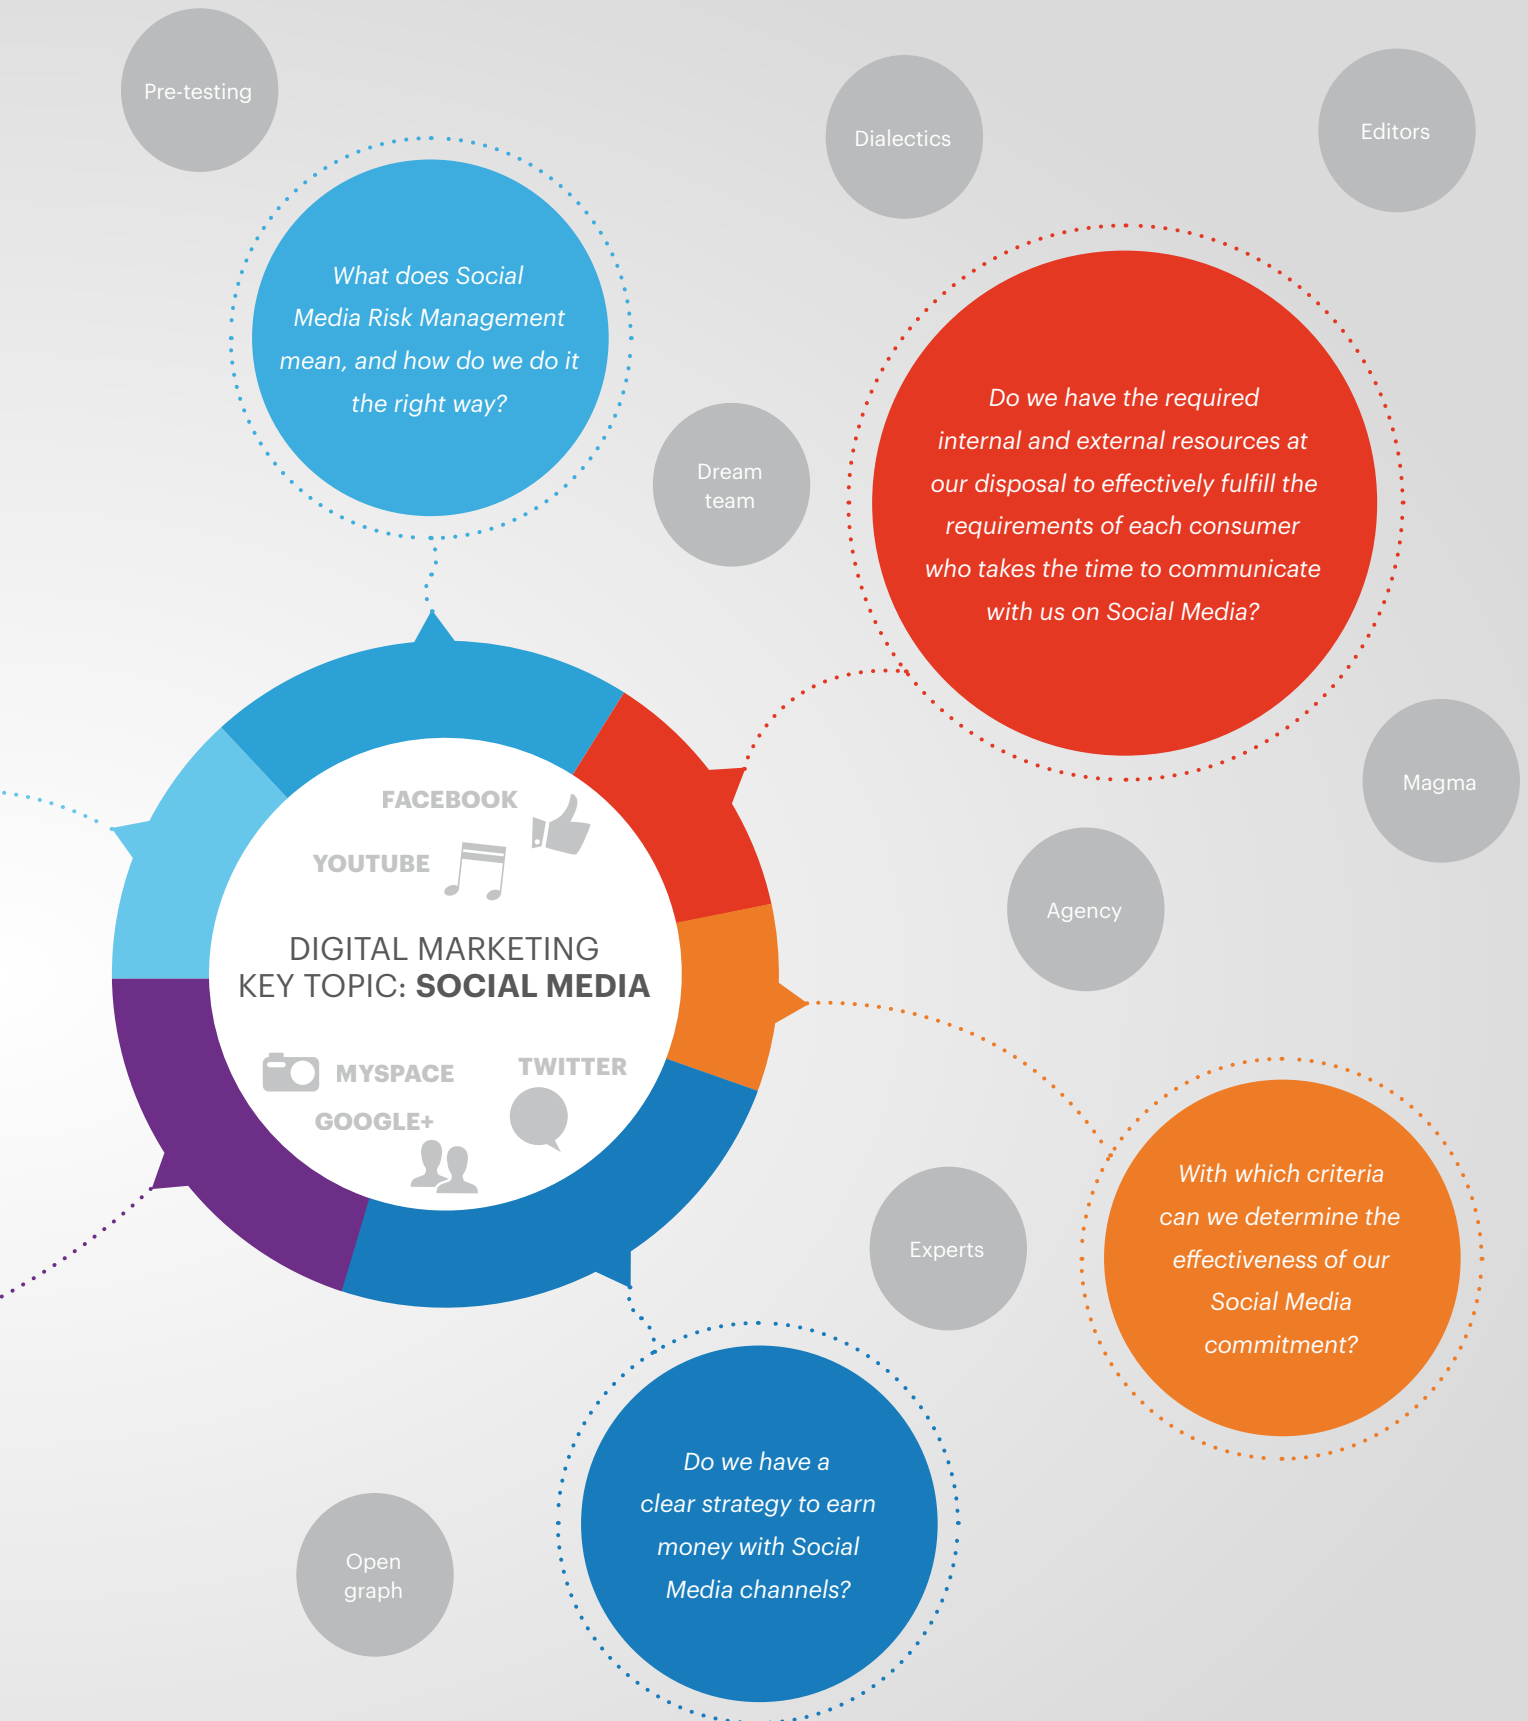 Pre-testing
Dialectics
Editors
What does Social
Media Risk Management
mean, and how do we do it
the right way?
Do we have the required
internal and external resources at
our disposal to effectively fulfill the
requirements of each consumer
who takes the time to communicate
with us on Social Media?
Dream
team
Magma
Agency
FACEBOOK
YOUTUBE
DIGITAL MARKETING
KEY TOPIC: SOCIAL MEDIA
MYSPACE
TWITTER
GOOGLE+
With which criteria
can we determine the
effectiveness of our
Social Media
commitment?
Experts
Do we have a
clear strategy to earn
money with Social
Media channels?
Open
graph